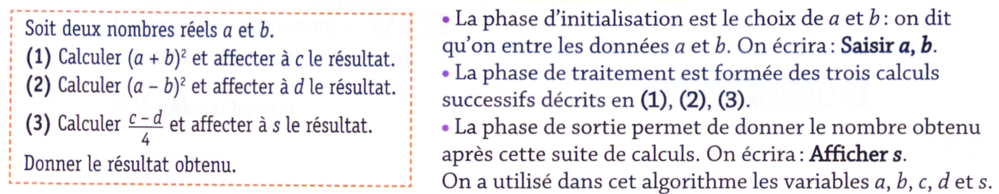 Soit deux nombres réels a et b.
(1) Calculer (a + b)² et affecter à c le résultat.
(2) Calculer (a – b)² et affecter à d le résultat.
(3) Calculer (c – d)/4 et affecter à s le résultat.
Donner le résultat obtenu.
• La phase d'initialisation est le choix de a et b : on dit
qu'on entre les données a et b. On écrira : Saisir a, b.
• La phase de traitement est formée des trois calculs
successifs décrits en (1), (2), (3).
• La phase de sortie permet de donner le nombre obtenu
après cette suite de calculs. On écrira : Afficher s.
On a utilisé dans cet algorithme les variables a, b, c, d et s.